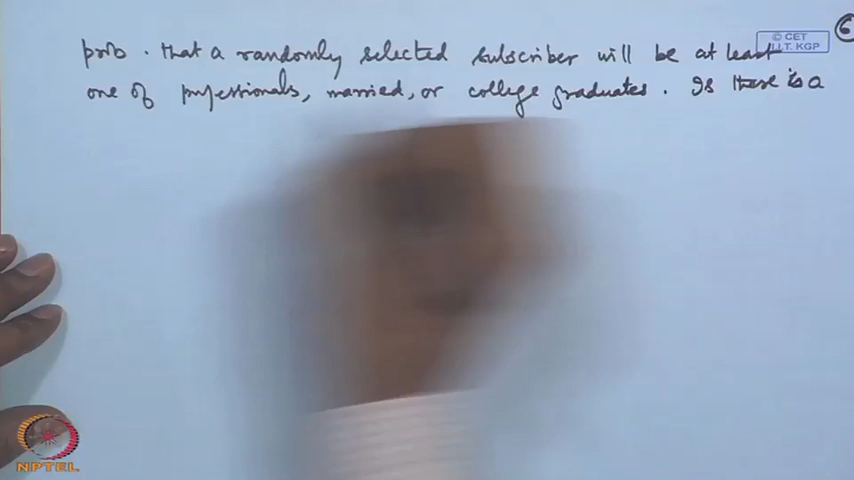 prob. that a randomly selected subscriber will be at least
one of professionals, married, or college graduates. Is there is a
© CET
I.I.T. KGP
6
NPTEL